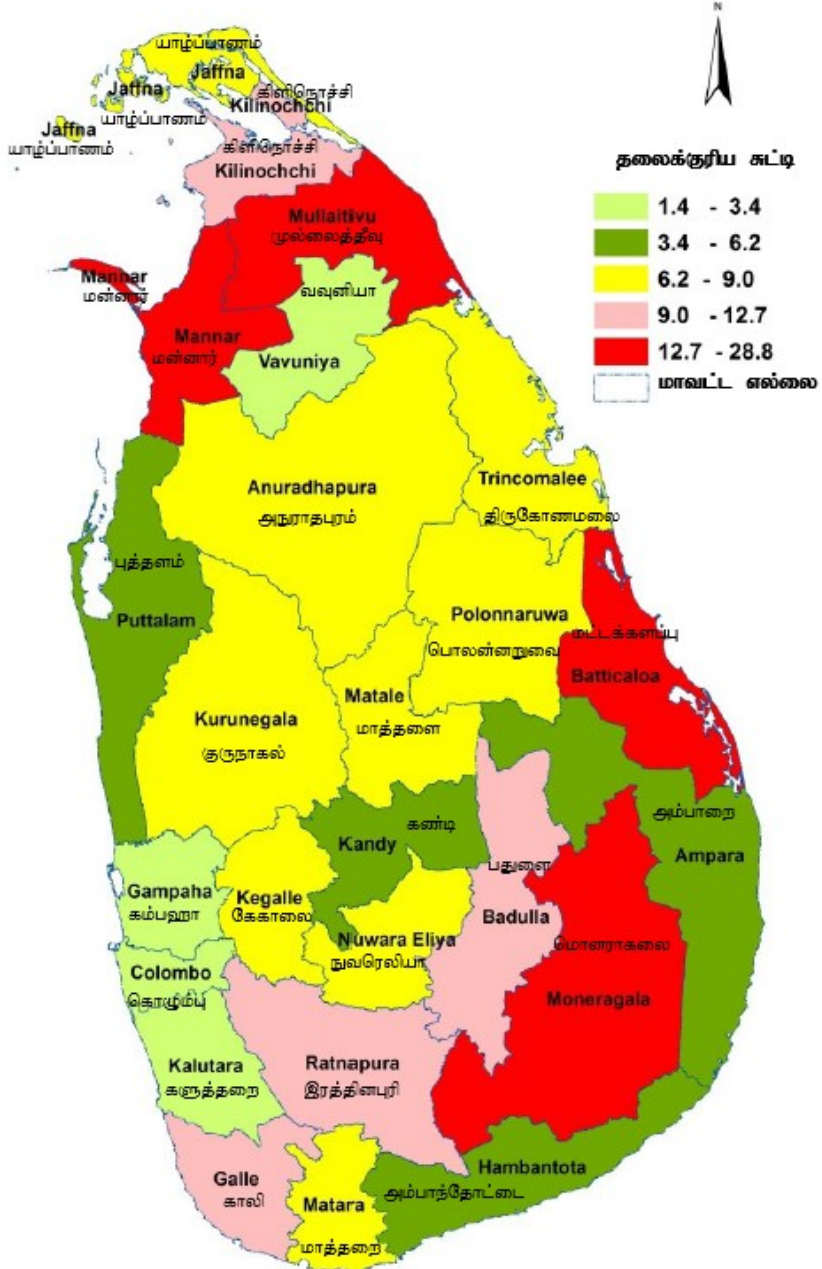 N
யாழ்ப்பாணம்
Jaffna
Jaffna
யாழ்ப்பாணம்
கிளிநொச்சி
Kilinochchi
Jaffna
யாழ்ப்பாணம்
கிளிநொச்சி
Kilinochchi
தலைக்குரிய சுட்டி
1.4 - 3.4
3.4 - 6.2
6.2 - 9.0
9.0 - 12.7
12.7 - 28.8
மாவட்ட எல்லை
Mullaitivu
முல்லைத்தீவு
Mannar
மன்னார்
வவுனியா
Vavuniya
Mannar
மன்னார்
Anuradhapura
அநுராதபுரம்
Trincomalee
திருகோணமலை
புத்தளம்
Puttalam
Polonnaruwa
பொலன்னறுவை
மட்டக்களப்பு
Batticaloa
Kurunegala
குருநாகல்
Matale
மாத்தளை
Kandy
கண்டி
அம்பாறை
Ampara
Gampaha
கம்பஹா
Kegalle
கேகாலை
பதுளை
Badulla
Nuwara Eliya
நுவரெலியா
மொனராகலை
Moneragala
Colombo
கொழும்பு
Kalutara
களுத்தறை
Ratnapura
இரத்தினபுரி
Galle
காலி
Matara
மாத்தறை
Hambantota
அம்பாந்தோட்டை